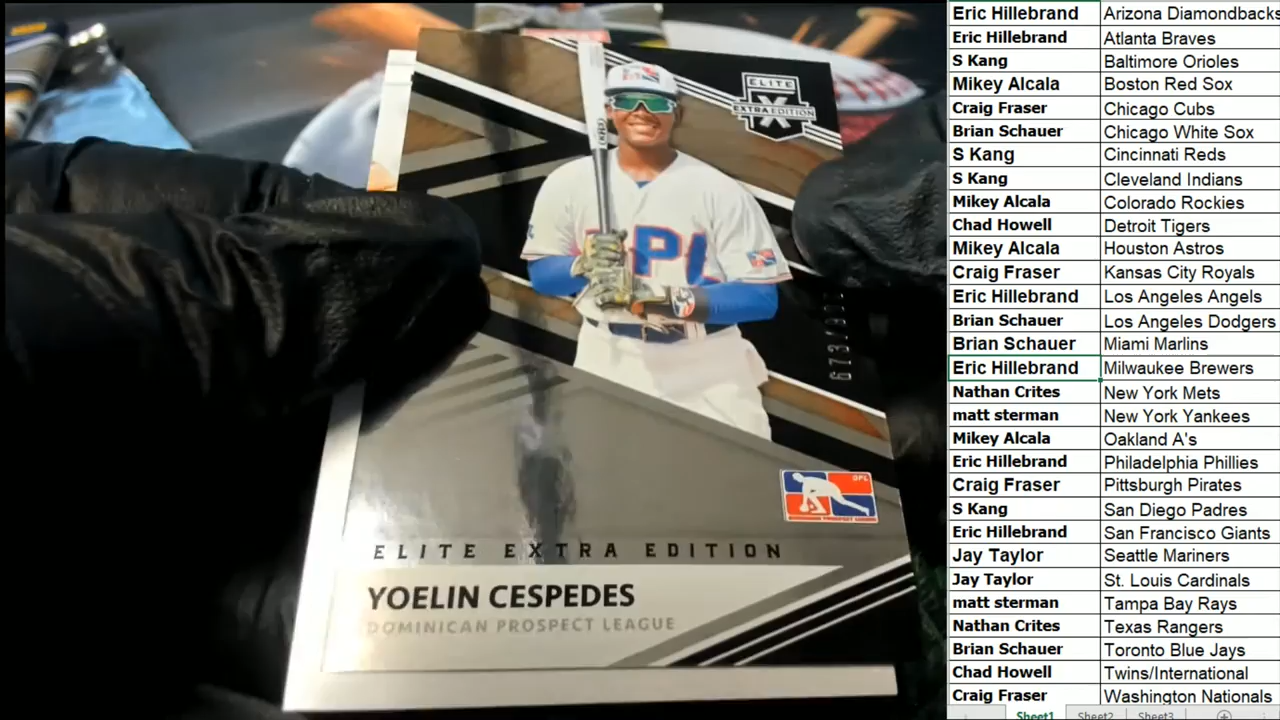 ELITE
X
EXTRA EDITION
DPL
ELITE EXTRA EDITION
YOELIN CESPEDES
DOMINICAN PROSPECT LEAGUE
Eric Hillebrand Arizona Diamondbacks
Eric Hillebrand Atlanta Braves
S Kang Baltimore Orioles
Mikey Alcala Boston Red Sox
Craig Fraser Chicago Cubs
Brian Schauer Chicago White Sox
S Kang Cincinnati Reds
S Kang Cleveland Indians
Mikey Alcala Colorado Rockies
Chad Howell Detroit Tigers
Mikey Alcala Houston Astros
Craig Fraser Kansas City Royals
Eric Hillebrand Los Angeles Angels
Brian Schauer Los Angeles Dodgers
Brian Schauer Miami Marlins
Eric Hillebrand Milwaukee Brewers
Nathan Crites New York Mets
matt sterman New York Yankees
Mikey Alcala Oakland A's
Eric Hillebrand Philadelphia Phillies
Craig Fraser Pittsburgh Pirates
S Kang San Diego Padres
Eric Hillebrand San Francisco Giants
Jay Taylor Seattle Mariners
Jay Taylor St. Louis Cardinals
matt sterman Tampa Bay Rays
Nathan Crites Texas Rangers
Brian Schauer Toronto Blue Jays
Chad Howell Twins/International
Craig Fraser Washington Nationals
Sheet1 Sheet2 Sheet3